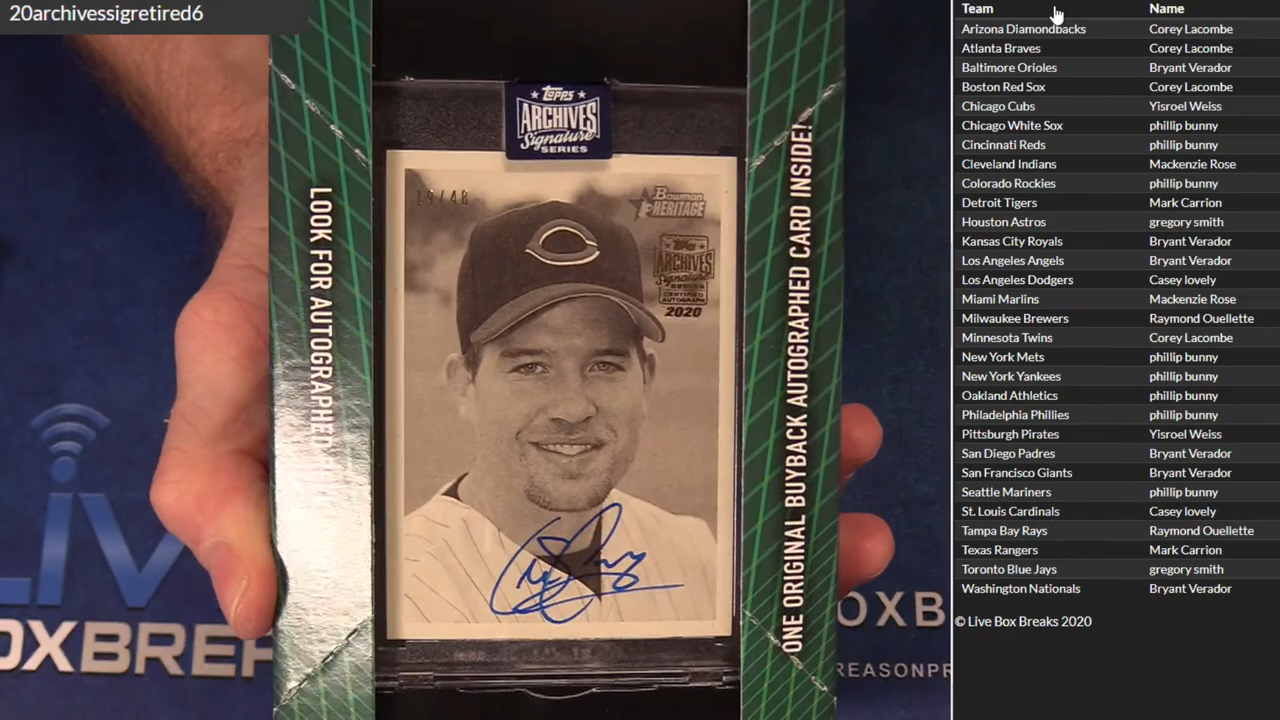 20archivessigretired6
Topps
ARCHIVES
Signature
SERIES
19/48
Bowman
HERITAGE
Topps
ARCHIVES
Signature
SERIES
CERTIFIED
AUTOGRAPH
2020
LOOK FOR AUTOGRAPHED
ONE ORIGINAL BUYBACK AUTOGRAPHED CARD INSIDE!
LIV
OXBREA
OXB
REASONPR
Team Name
Arizona Diamondbacks Corey Lacombe
Atlanta Braves Corey Lacombe
Baltimore Orioles Bryant Verador
Boston Red Sox Corey Lacombe
Chicago Cubs Yisroel Weiss
Chicago White Sox phillip bunny
Cincinnati Reds phillip bunny
Cleveland Indians Mackenzie Rose
Colorado Rockies phillip bunny
Detroit Tigers Mark Carrion
Houston Astros gregory smith
Kansas City Royals Bryant Verador
Los Angeles Angels Bryant Verador
Los Angeles Dodgers Casey lovely
Miami Marlins Mackenzie Rose
Milwaukee Brewers Raymond Ouellette
Minnesota Twins Corey Lacombe
New York Mets phillip bunny
New York Yankees phillip bunny
Oakland Athletics phillip bunny
Philadelphia Phillies phillip bunny
Pittsburgh Pirates Yisroel Weiss
San Diego Padres Bryant Verador
San Francisco Giants Bryant Verador
Seattle Mariners phillip bunny
St. Louis Cardinals Casey lovely
Tampa Bay Rays Raymond Ouellette
Texas Rangers Mark Carrion
Toronto Blue Jays gregory smith
Washington Nationals Bryant Verador
© Live Box Breaks 2020